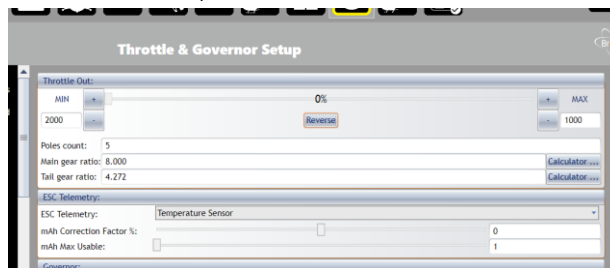 Throttle & Governor Setup
Throttle Out:
MIN + 0% + MAX
2000 - Reverse - 1000
Poles count: 5
Main gear ratio: 8.000 Calculator ...
Tail gear ratio: 4.272 Calculator ...
ESC Telemetry:
ESC Telemetry: Temperature Sensor
mAh Correction Factor %: 0
mAh Max Usable: 1
Governor: